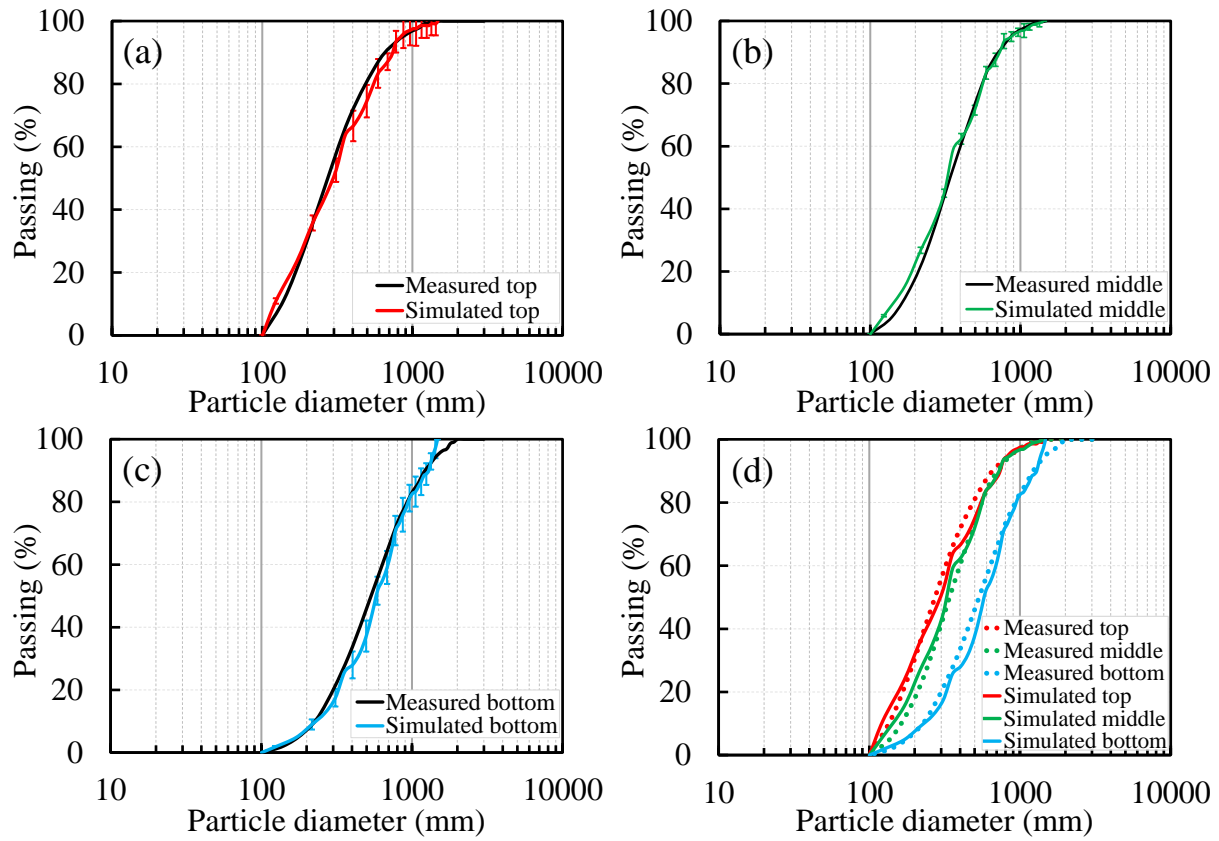 100
80
60
40
20
0
Passing (%)
(a)
Measured top
Simulated top
10 100 1000 10000
Particle diameter (mm)
100
80
60
40
20
0
Passing (%)
(b)
Measured middle
Simulated middle
10 100 1000 10000
Particle diameter (mm)
100
80
60
40
20
0
Passing (%)
(c)
Measured bottom
Simulated bottom
10 100 1000 10000
Particle diameter (mm)
100
80
60
40
20
0
Passing (%)
(d)
Measured top
Measured middle
Measured bottom
Simulated top
Simulated middle
Simulated bottom
10 100 1000 10000
Particle diameter (mm)